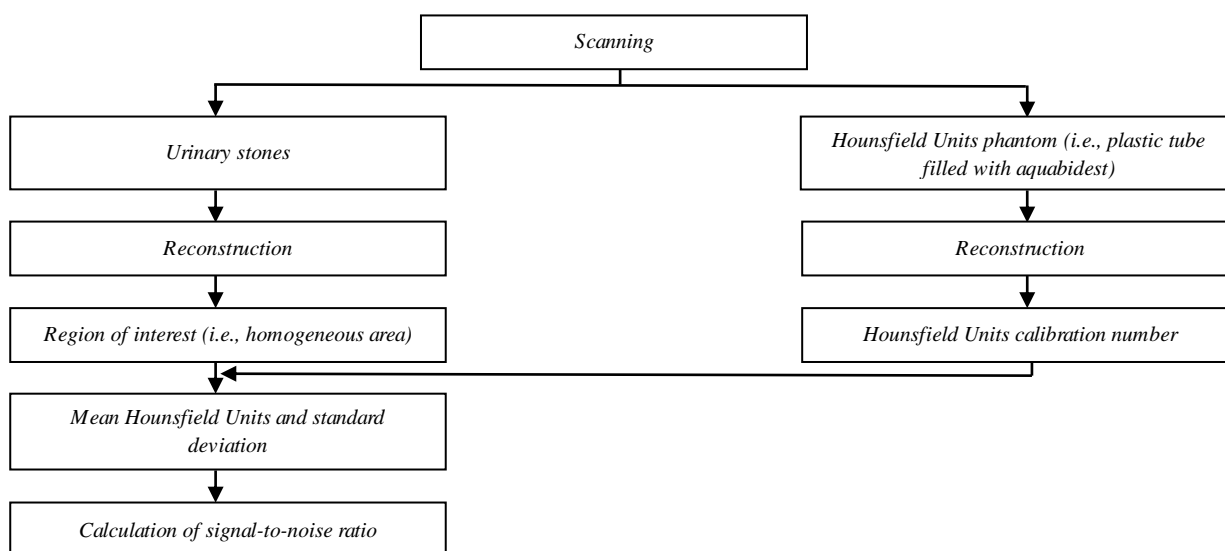 Scanning
Urinary stones
Hounsfield Units phantom (i.e., plastic tube
filled with aquabidest)
Reconstruction
Reconstruction
Region of interest (i.e., homogeneous area)
Hounsfield Units calibration number
Mean Hounsfield Units and standard
deviation
Calculation of signal-to-noise ratio